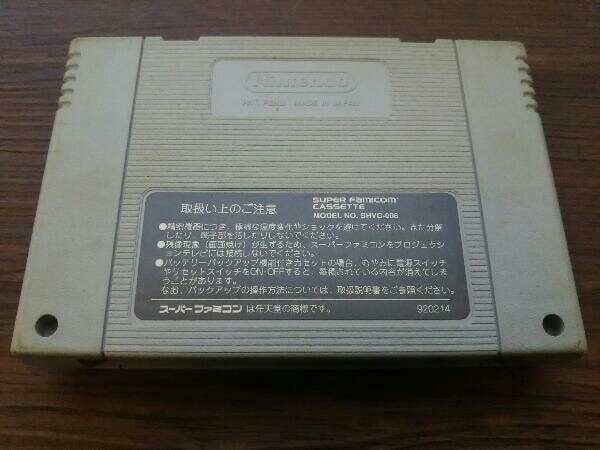 Nintendo
PAT. PEND. MADE IN JAPAN
取扱い上のご注意
SUPER FAMICOM
CASSETTE
MODEL NO. SHVC-006
●精密機器につき、極端な温度変化やショックを避けてください。また分解
したり、端子部を汚したりしないでください。
●残像現象(画面焼け)が生ずるため、スーパーファミコンをプロジェクシ
ョンテレビには接続しないでください。
●バッテリーバックアップ機能付きカセットの場合、むやみに電源スイッチ
やリセットスイッチをON・OFFすると、蓄積されている内容が消えてしま
うことがあります。
なお、バックアップの操作方法については、取扱説明書をご参照ください。
スーパーファミコンは任天堂の商標です。
920214